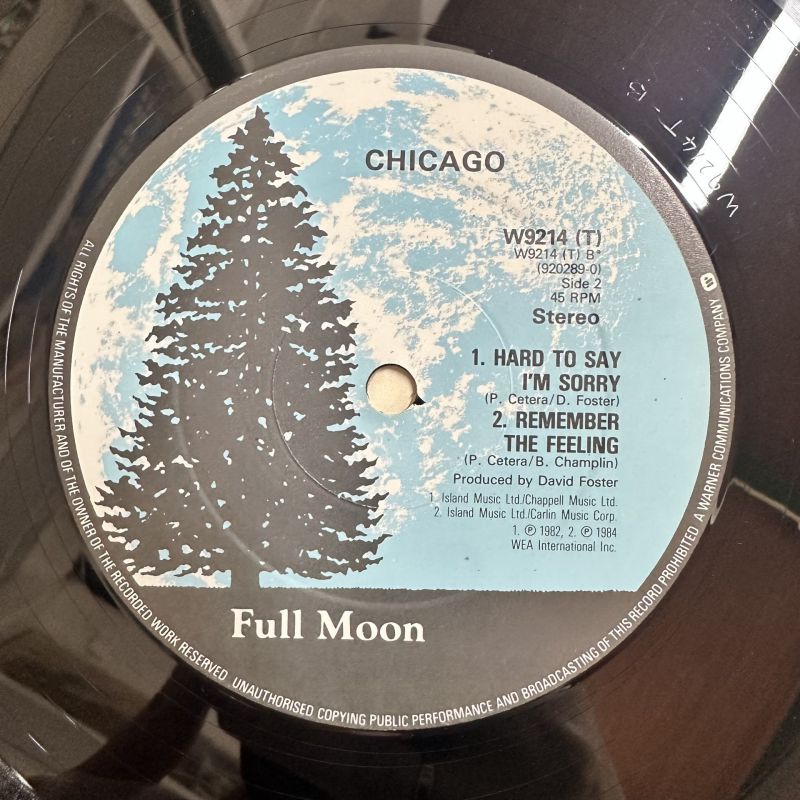 CHICAGO
W9214 (T)
W9214 (T) B*
(920289-0)
Side 2
45 RPM
Stereo
1. HARD TO SAY
I'M SORRY
(P. Cetera/D. Foster)
2. REMEMBER
THE FEELING
(P. Cetera/B. Champlin)
Produced by David Foster
1. Island Music Ltd./Chappell Music Ltd.
2. Island Music Ltd./Carlin Music Corp.
1. ℗ 1982, 2. ℗ 1984
WEA International Inc.
Full Moon
ALL RIGHTS OF THE MANUFACTURER AND OF THE OWNER OF THE RECORDED WORK RESERVED. UNAUTHORISED COPYING PUBLIC PERFORMANCE AND BROADCASTING OF THIS RECORD PROHIBITED. A WARNER COMMUNICATIONS COMPANY
W9214T-B